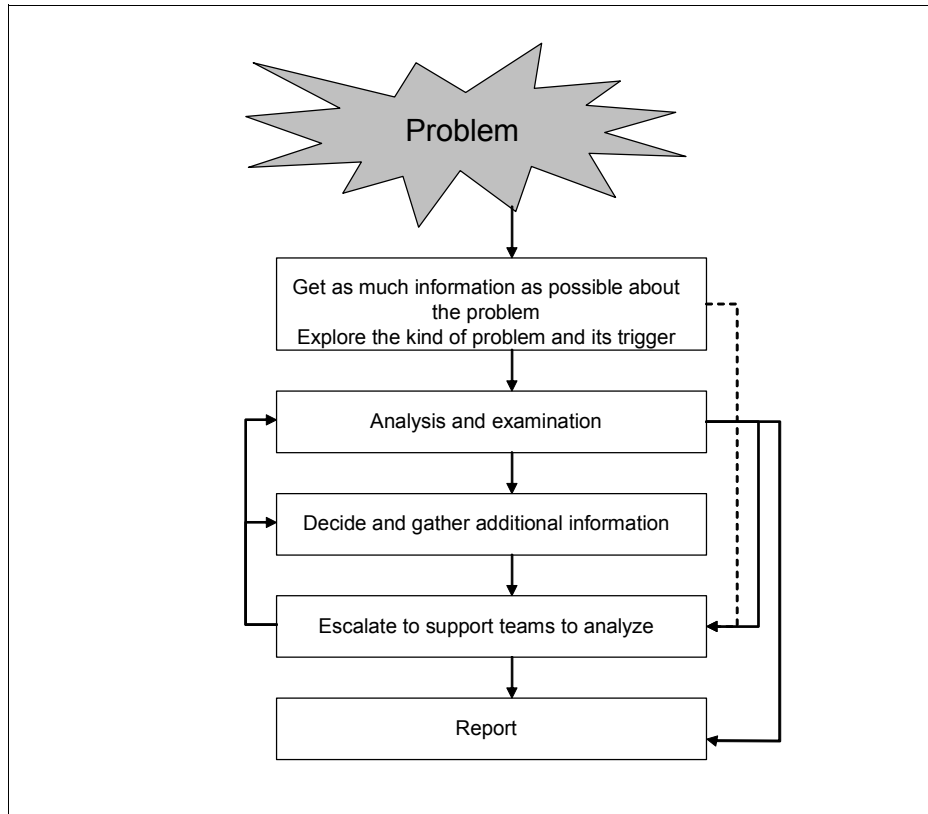 Problem
Get as much information as possible about
the problem
Explore the kind of problem and its trigger
Analysis and examination
Decide and gather additional information
Escalate to support teams to analyze
Report